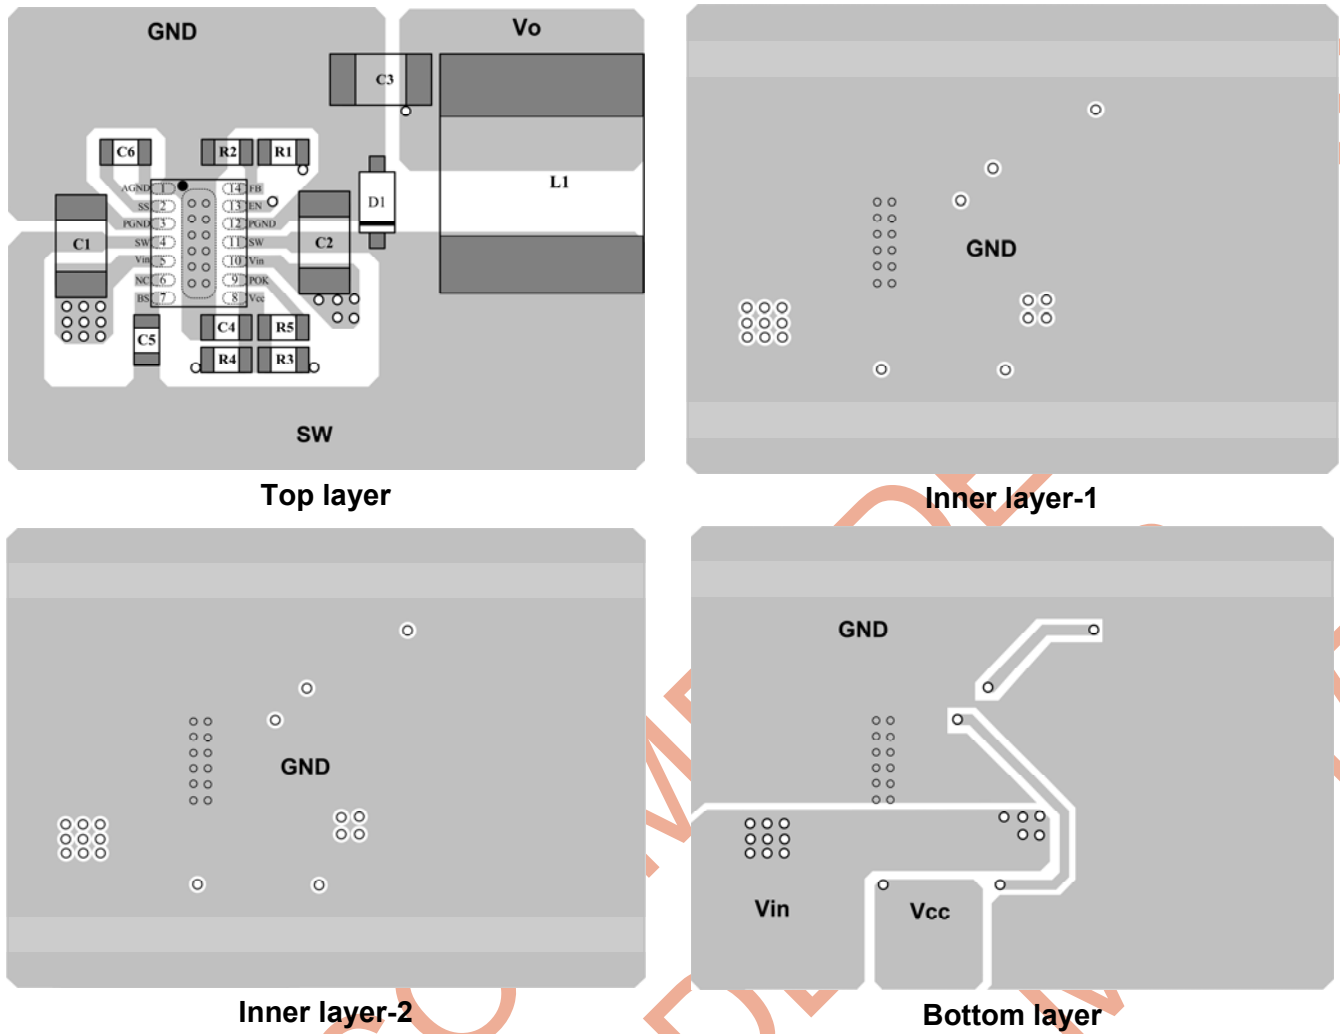 GND
Vo
C3
C6
R2
R1
L1
AGND 1
14 FB
SS 2
13 EN
D1
PGND 3
12 PGND
C1
SW 4
11 SW
C2
Vin 5
10 Vin
NC 6
9 POK
BS 7
8 Vcc
C5
C4
R5
R4
R3
SW
Top layer
GND
Inner layer-1
GND
Inner layer-2
GND
Vin
Vcc
Bottom layer